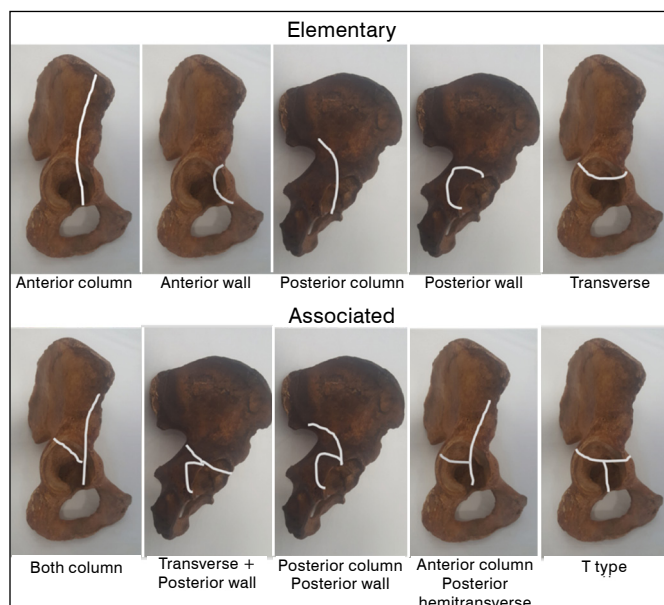 Elementary
Anterior column
Anterior wall
Posterior column
Posterior wall
Transverse
Associated
Both column
Transverse +
Posterior wall
Posterior column
Posterior wall
Anterior column
Posterior
hemitransverse
T type